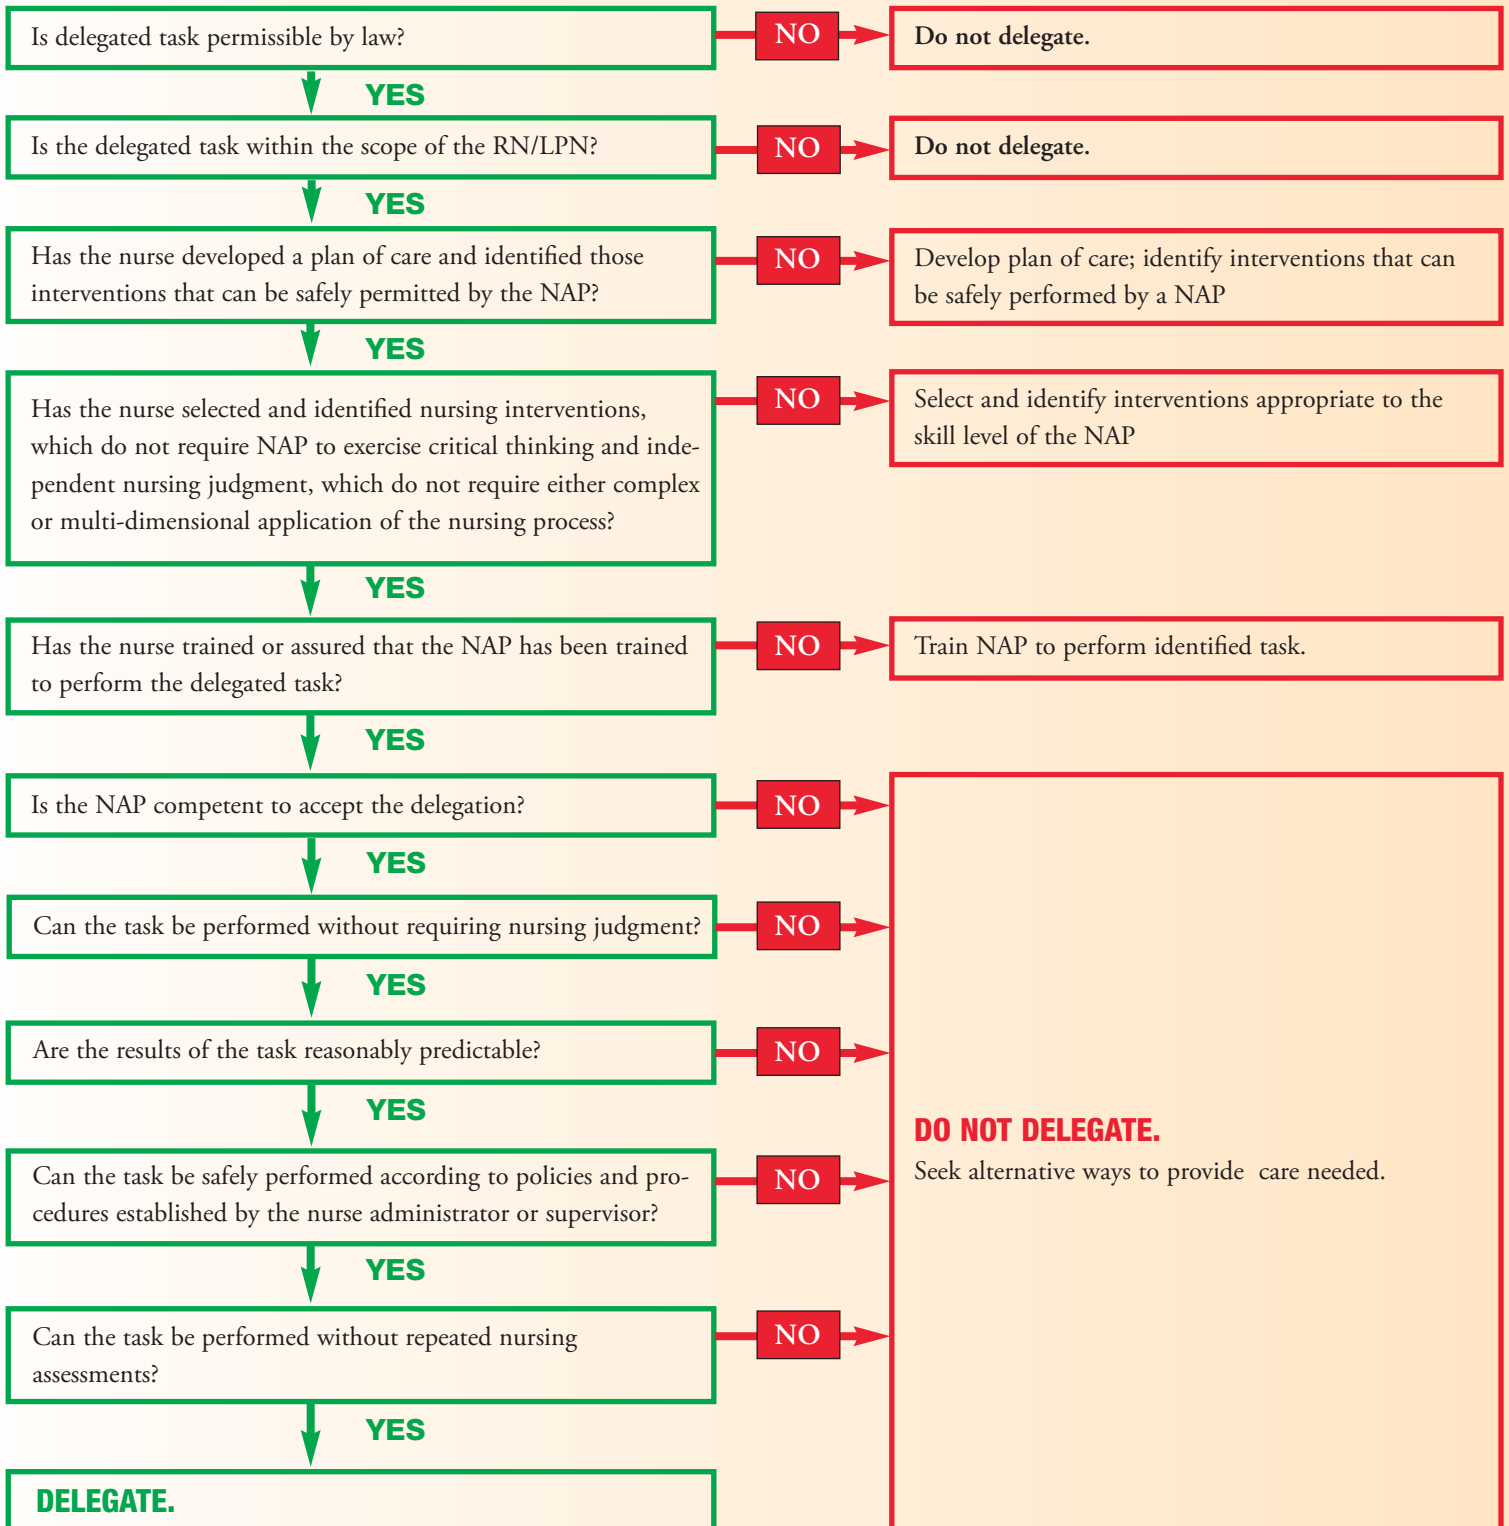 Is delegated task permissible by law?
NO
Do not delegate.
YES
Is the delegated task within the scope of the RN/LPN?
NO
Do not delegate.
YES
Has the nurse developed a plan of care and identified those
interventions that can be safely permitted by the NAP?
NO
Develop plan of care; identify interventions that can
be safely performed by a NAP
YES
Has the nurse selected and identified nursing interventions,
which do not require NAP to exercise critical thinking and inde-
pendent nursing judgment, which do not require either complex
or multi-dimensional application of the nursing process?
NO
Select and identify interventions appropriate to the
skill level of the NAP
YES
Has the nurse trained or assured that the NAP has been trained
to perform the delegated task?
NO
Train NAP to perform identified task.
YES
Is the NAP competent to accept the delegation?
NO
YES
Can the task be performed without requiring nursing judgment?
NO
YES
Are the results of the task reasonably predictable?
NO
YES
Can the task be safely performed according to policies and pro-
cedures established by the nurse administrator or supervisor?
NO
YES
Can the task be performed without repeated nursing
assessments?
NO
DO NOT DELEGATE.
Seek alternative ways to provide care needed.
YES
DELEGATE.